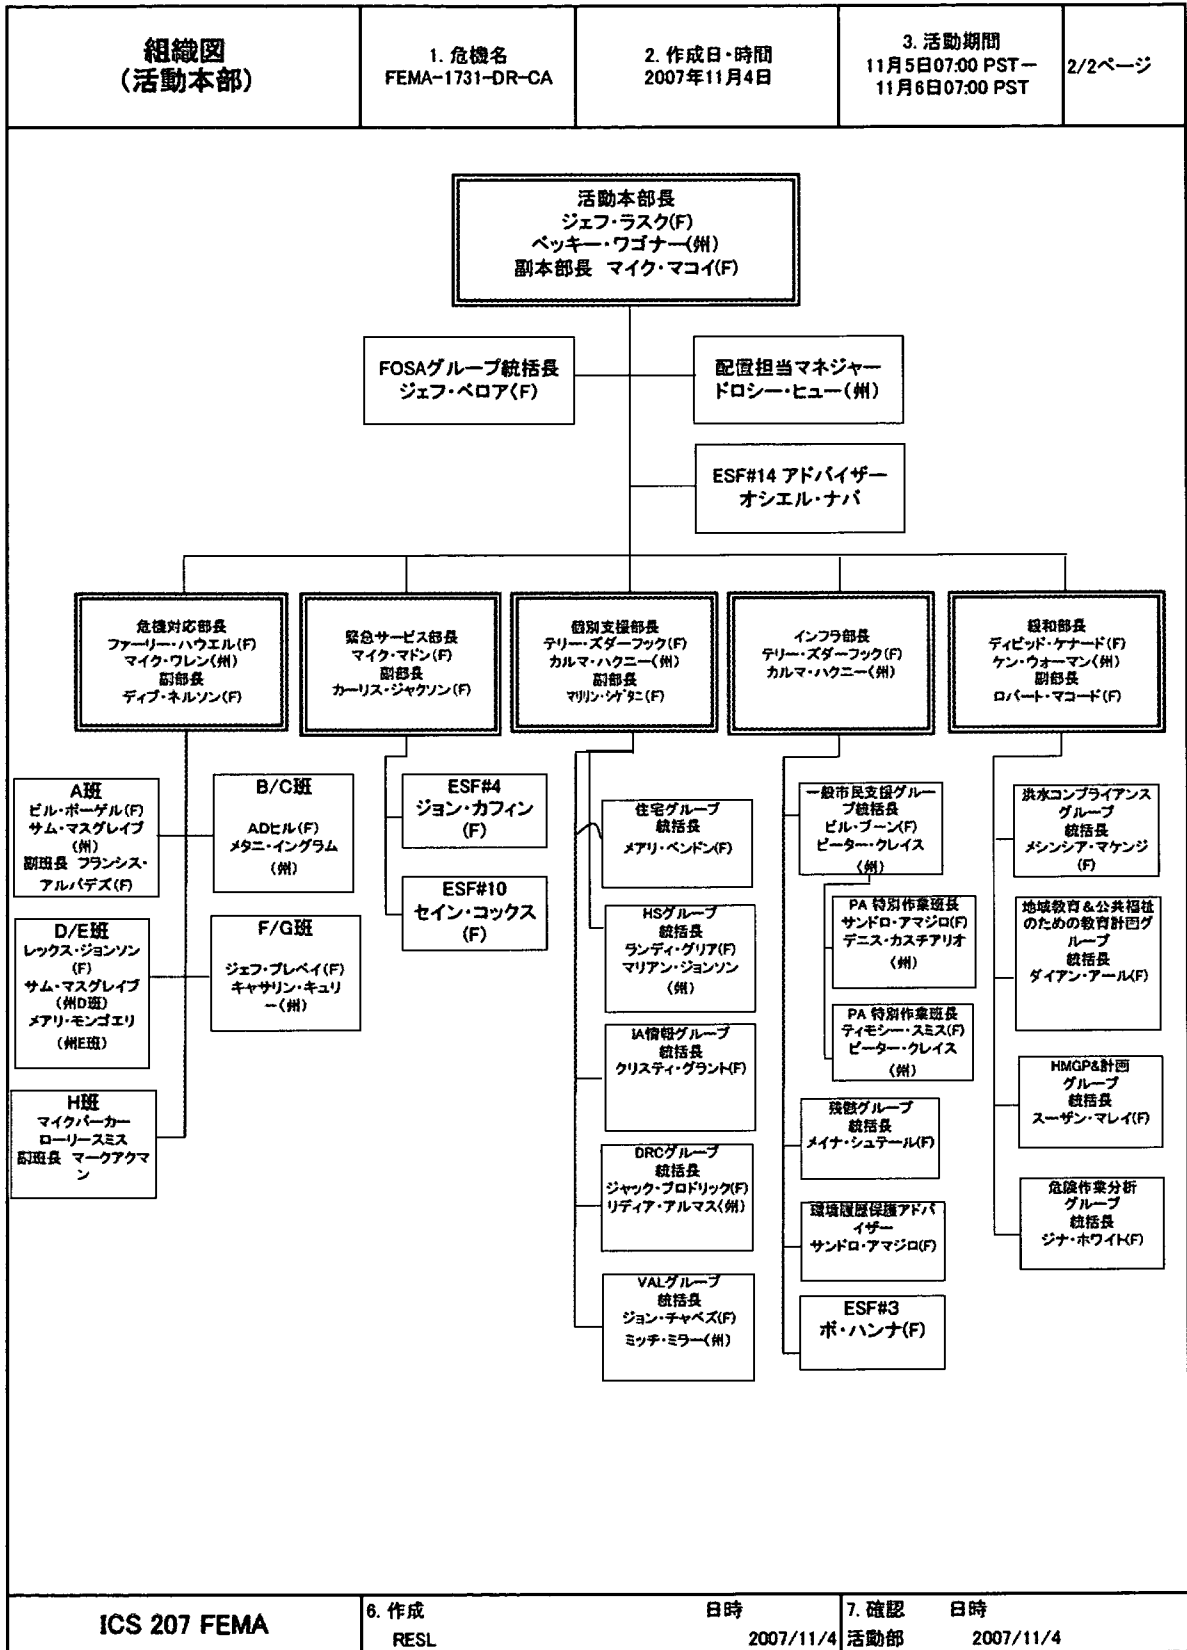 組織図
(活動本部)
1. 危機名
FEMA-1731-DR-CA
2. 作成日・時間
2007年11月4日
3. 活動期間
11月5日07:00 PST－
11月6日07:00 PST
2/2ページ
活動本部長
ジェフ・ラスク(F)
ベッキー・ワゴナー(州)
副本部長 マイク・マコイ(F)
FOSAグループ統括長
ジェフ・ベロア(F)
配置担当マネジャー
ドロシー・ヒュー(州)
ESF#14 アドバイザー
オシエル・ナバ
危機対応部長
ファーリー・ハウエル(F)
マイク・ワレン(州)
副部長
ディブ・ネルソン(F)
緊急サービス部長
マイク・マドン(F)
副部長
カーリス・ジャクソン(F)
個別支援部長
テリー・ズダーフック(F)
カルマ・ハクニー(州)
副部長
マリリン・シゲタニ(F)
インフラ部長
テリー・ズダーフック(F)
カルマ・ハクニー(州)
緩和部長
ディビッド・ケナード(F)
ケン・ウォーマン(州)
副部長
ロバート・マコード(F)
A班
ビル・ボーゲル(F)
サム・マスグレイブ
(州)
副班長 フランシス・
アルバデズ(F)
B/C班
ADヒル(F)
メタニ・イングラム
(州)
D/E班
レックス・ジョンソン
(F)
サム・マスグレイブ
(州D班)
メアリ・モンゴエリ
(州E班)
F/G班
ジェフ・ブレベイ(F)
キャサリン・キュリ
ー(州)
H班
マイクパーカー
ローリースミス
副班長 マークアクマ
ン
ESF#4
ジョン・カフィン
(F)
ESF#10
セイン・コックス
(F)
住宅グループ
統括長
メアリ・ベンドン(F)
HSグループ
統括長
ランディ・グリア(F)
マリアン・ジョンソン
(州)
IA情報グループ
統括長
クリスティ・グラント(F)
DRCグループ
統括長
ジャック・ブロドリック(F)
リディア・アルマス(州)
VALグループ
統括長
ジョン・チャベズ(F)
ミッチ・ミラー(州)
一般市民支援グルー
プ統括長
ビル・ブーン(F)
ピーター・クレイス
(州)
PA 特別作業班長
サンドロ・アマジロ(F)
デニス・カスチアリオ
(州)
PA 特別作業班長
ティモシー・スミス(F)
ピーター・クレイス
(州)
残骸グループ
統括長
メイナ・シュテール(F)
環境履歴保護アドバ
イザー
サンドロ・アマジロ(F)
ESF#3
ボ・ハンナ(F)
洪水コンプライアンス
グループ
統括長
メシンシア・マケンジ
(F)
地域教育&公共福祉
のための教育計画グ
ループ
統括長
ダイアン・アール(F)
HMGP&計画
グループ
統括長
スーザン・マレイ(F)
危険作業分析
グループ
統括長
ジナ・ホワイト(F)
ICS 207 FEMA
6. 作成 日時
RESL 2007/11/4
7. 確認 日時
活動部 2007/11/4